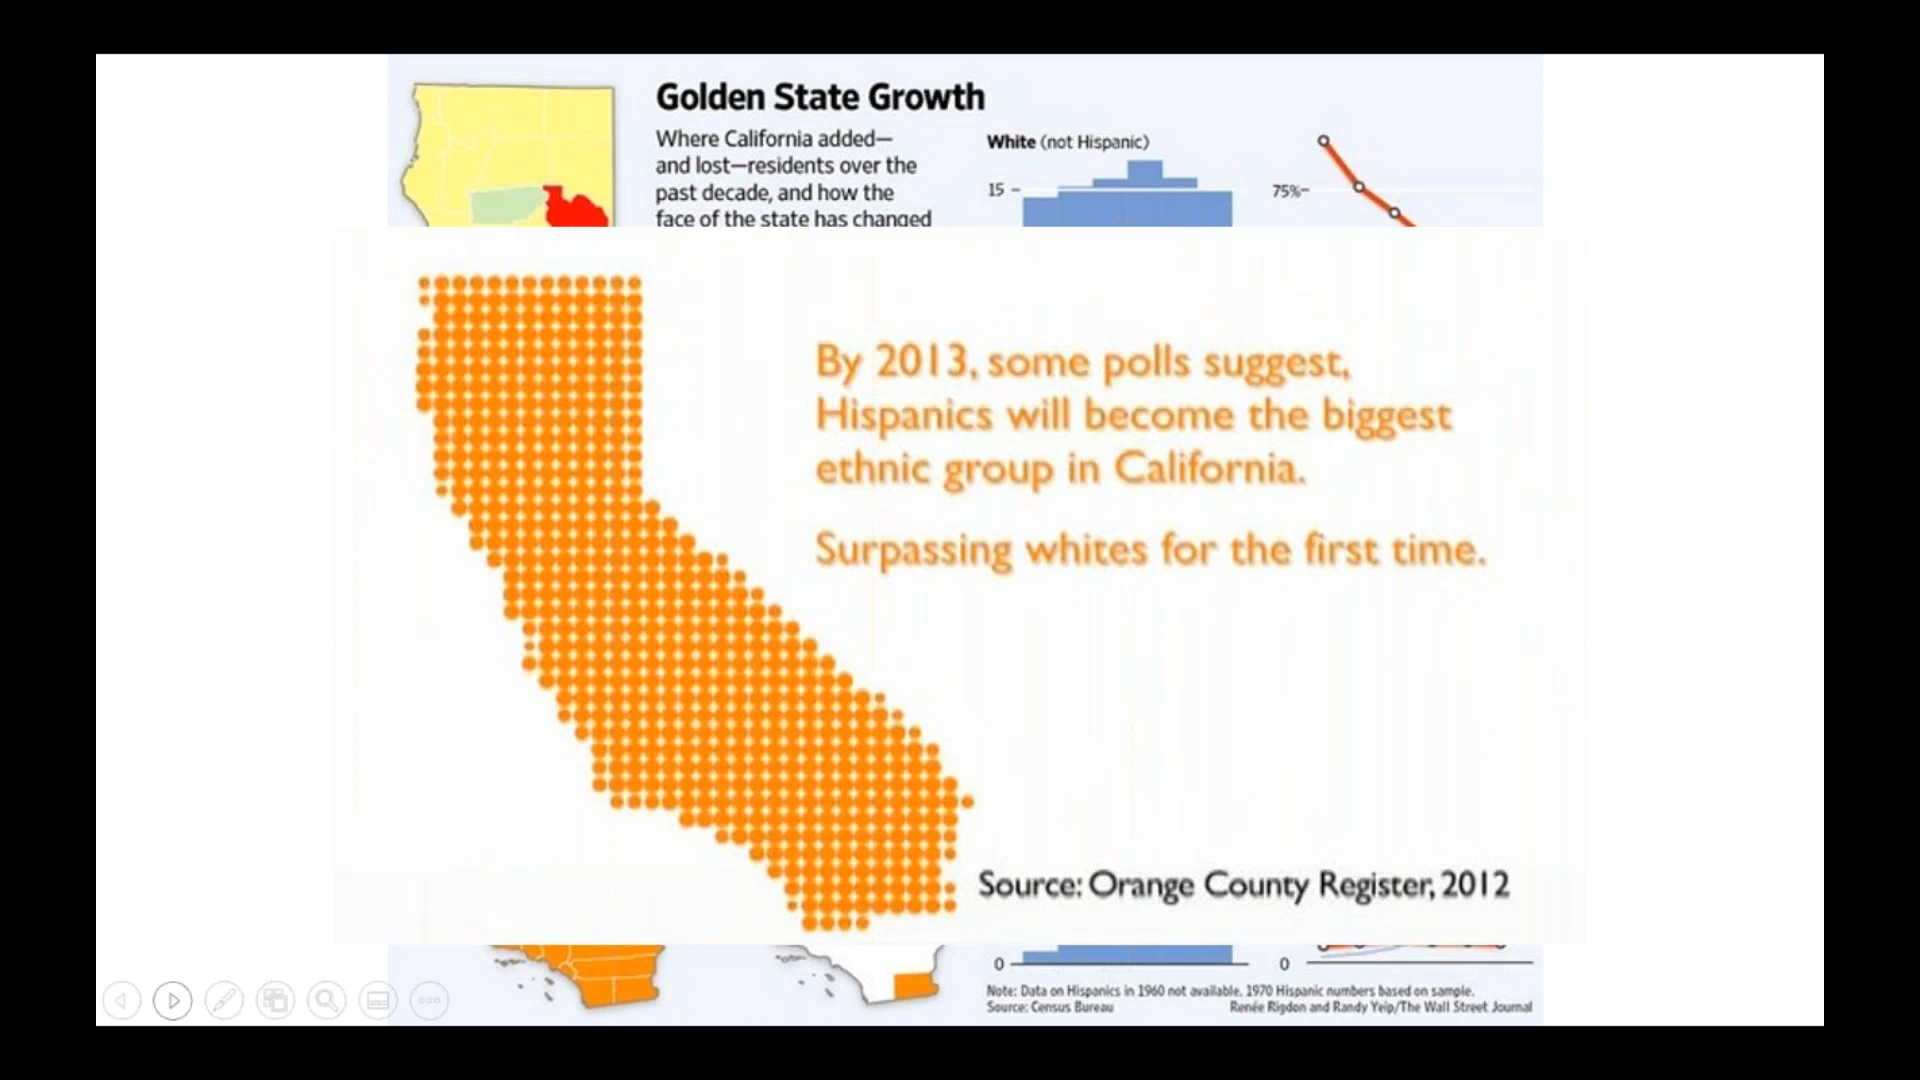 Golden State Growth
Where California added—
and lost—residents over the
past decade, and how the
face of the state has changed
White (not Hispanic)
15
75%
By 2013, some polls suggest,
Hispanics will become the biggest
ethnic group in California.
Surpassing whites for the first time.
Source: Orange County Register, 2012
0
0
Note: Data on Hispanics in 1960 not available. 1970 Hispanic numbers based on sample.
Source: Census Bureau
Renée Rigdon and Randy Yeip/The Wall Street Journal